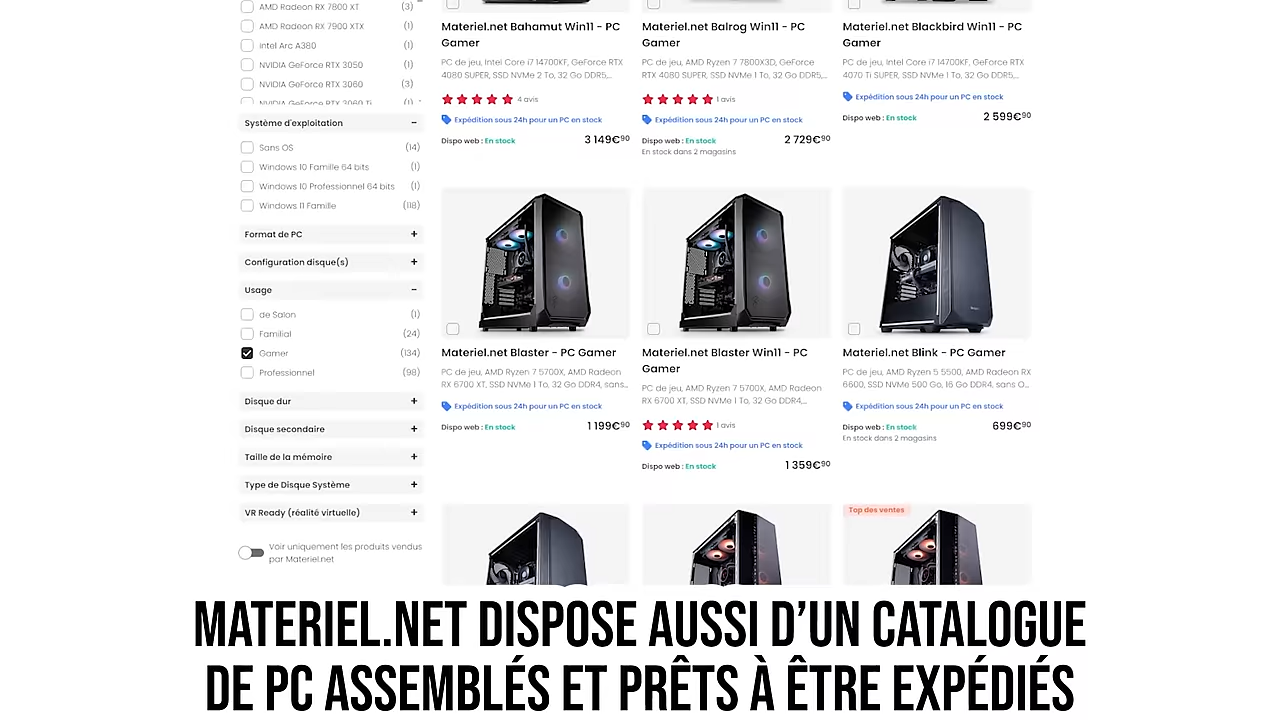 AMD Radeon RX 7800 XT (3)
AMD Radeon RX 7900 XTX (1)
Intel Arc A380 (1)
NVIDIA GeForce RTX 3050 (1)
NVIDIA GeForce RTX 3060 (3)
NVIDIA GeForce RTX 3060 Ti (1)
Système d'exploitation −
Sans OS (14)
Windows 10 Famille 64 bits (1)
Windows 10 Professionnel 64 bits (1)
Windows 11 Famille (118)
Format de PC +
Configuration disque(s) +
Usage −
de Salon (1)
Familial (24)
Gamer (134)
Professionnel (98)
Disque dur +
Disque secondaire +
Taille de la mémoire +
Type de Disque Système +
VR Ready (réalité virtuelle) +
Voir uniquement les produits vendus
par Materiel.net
Materiel.net Bahamut Win11 - PC
Gamer
PC de jeu, Intel Core i7 14700KF, GeForce RTX
4080 SUPER, SSD NVMe 2 To, 32 Go DDR5,...
4 avis
Expédition sous 24h pour un PC en stock
Dispo web : En stock 3 149€90
Materiel.net Balrog Win11 - PC
Gamer
PC de jeu, AMD Ryzen 7 7800X3D, GeForce
RTX 4080 SUPER, SSD NVMe 1 To, 32 Go DDR5,...
1 avis
Expédition sous 24h pour un PC en stock
Dispo web : En stock 2 729€90
En stock dans 2 magasins
Materiel.net Blackbird Win11 - PC
Gamer
PC de jeu, Intel Core i7 14700KF, GeForce RTX
4070 Ti SUPER, SSD NVMe 1 To, 32 Go DDR5,...
Expédition sous 24h pour un PC en stock
Dispo web : En stock 2 599€90
Materiel.net Blaster - PC Gamer
PC de jeu, AMD Ryzen 7 5700X, AMD Radeon
RX 6700 XT, SSD NVMe 1 To, 32 Go DDR4, sans...
Expédition sous 24h pour un PC en stock
Dispo web : En stock 1 199€90
Materiel.net Blaster Win11 - PC
Gamer
PC de jeu, AMD Ryzen 7 5700X, AMD Radeon
RX 6700 XT, SSD NVMe 1 To, 32 Go DDR4,...
1 avis
Expédition sous 24h pour un PC en stock
Dispo web : En stock 1 359€90
Materiel.net Blink - PC Gamer
PC de jeu, AMD Ryzen 5 5500, AMD Radeon RX
6600, SSD NVMe 500 Go, 16 Go DDR4, sans O...
Expédition sous 24h pour un PC en stock
Dispo web : En stock 699€90
En stock dans 2 magasins
Top des ventes
MATERIEL.NET DISPOSE AUSSI D'UN CATALOGUE
DE PC ASSEMBLÉS ET PRÊTS À ÊTRE EXPÉDIÉS